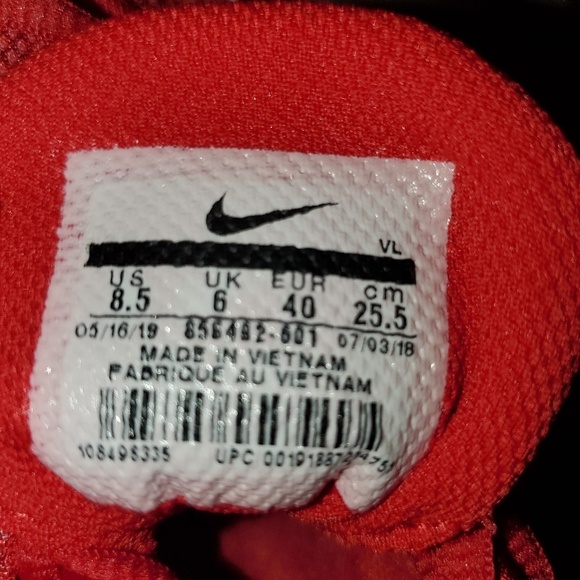 VL
US UK EUR cm
8.5 6 40 25.5
05/16/19 07/03/18
MADE IN VIETNAM
FABRIQUE AU VIETNAM
108498335 UPC